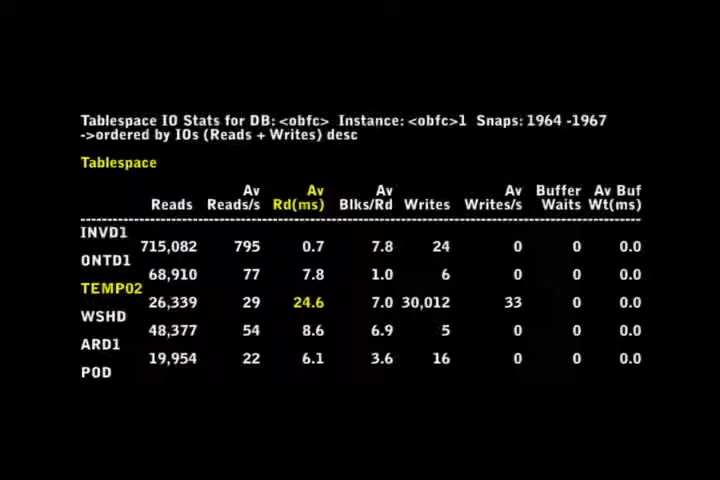 Tablespace IO Stats for DB: <obfc> Instance: <obfc>1 Snaps: 1964 -1967
->ordered by IOs (Reads + Writes) desc
Tablespace
Av Av Av Av Buffer Av Buf
Reads Reads/s Rd(ms) Blks/Rd Writes Writes/s Waits Wt(ms)
--------------------------------------------------------------------------------
INVD1
715,082 795 0.7 7.8 24 0 0 0.0
ONTD1
68,910 77 7.8 1.0 6 0 0 0.0
TEMP02
26,339 29 24.6 7.0 30,012 33 0 0.0
WSHD
48,377 54 8.6 6.9 5 0 0 0.0
ARD1
19,954 22 6.1 3.6 16 0 0 0.0
POD